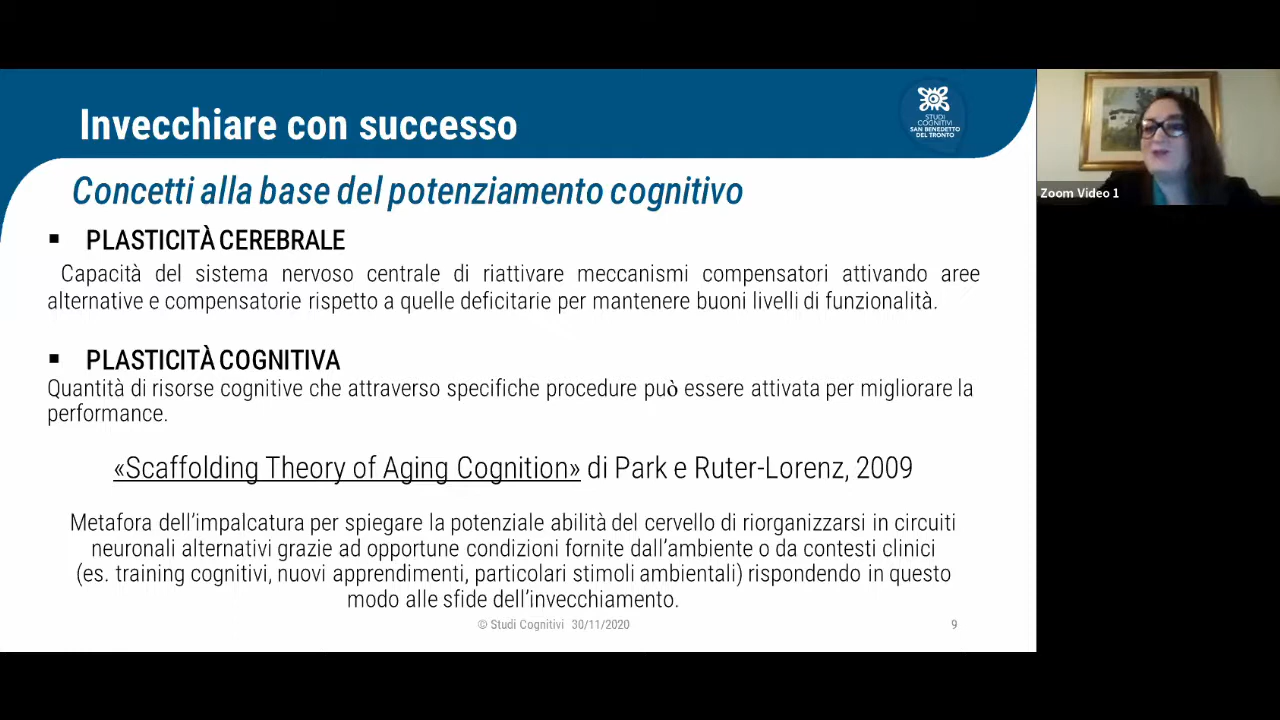 Invecchiare con successo
STUDI
COGNITIVI
SAN BENEDETTO
DEL TRONTO
Zoom Video 1
Concetti alla base del potenziamento cognitivo
▪ PLASTICITÀ CEREBRALE
Capacità del sistema nervoso centrale di riattivare meccanismi compensatori attivando aree
alternative e compensatorie rispetto a quelle deficitarie per mantenere buoni livelli di funzionalità.
▪ PLASTICITÀ COGNITIVA
Quantità di risorse cognitive che attraverso specifiche procedure può essere attivata per migliorare la
performance.
«Scaffolding Theory of Aging Cognition» di Park e Ruter-Lorenz, 2009
Metafora dell’impalcatura per spiegare la potenziale abilità del cervello di riorganizzarsi in circuiti
neuronali alternativi grazie ad opportune condizioni fornite dall’ambiente o da contesti clinici
(es. training cognitivi, nuovi apprendimenti, particolari stimoli ambientali) rispondendo in questo
modo alle sfide dell’invecchiamento.
© Studi Cognitivi 30/11/2020
9